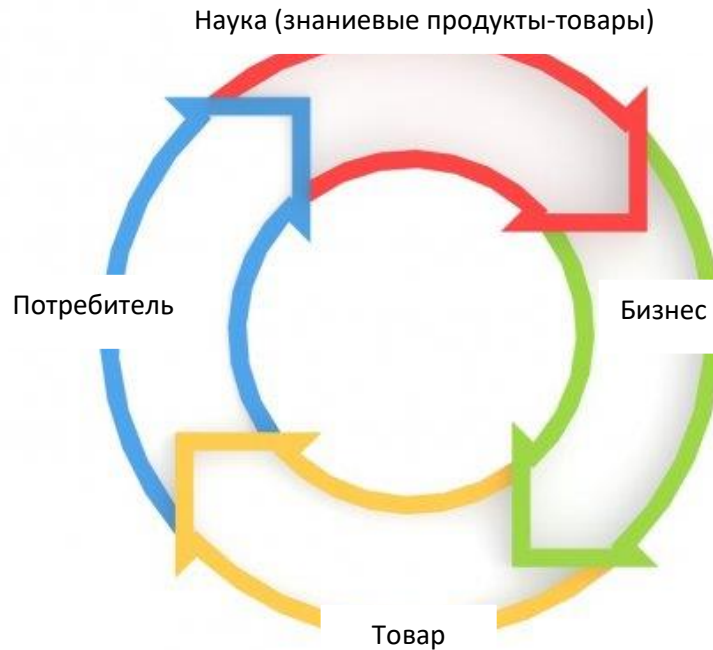 Наука (знаниевые продукты-товары)
Потребитель
Бизнес
Товар